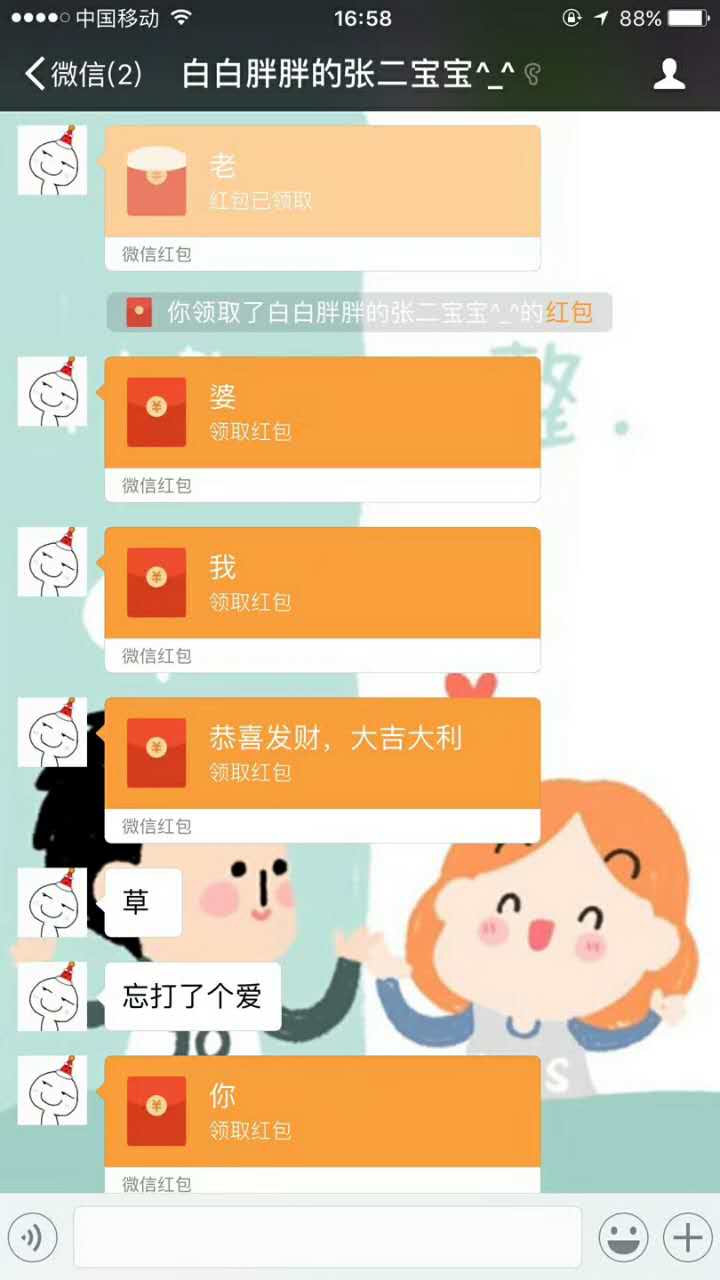 中国移动 16:58 88%
微信(2) 白白胖胖的张二宝宝^_^
老
红包已领取
微信红包
你领取了白白胖胖的张二宝宝^_^的红包
整
婆
领取红包
微信红包
我
领取红包
微信红包
恭喜发财，大吉大利
领取红包
微信红包
草
忘打了个爱
你
领取红包
微信红包